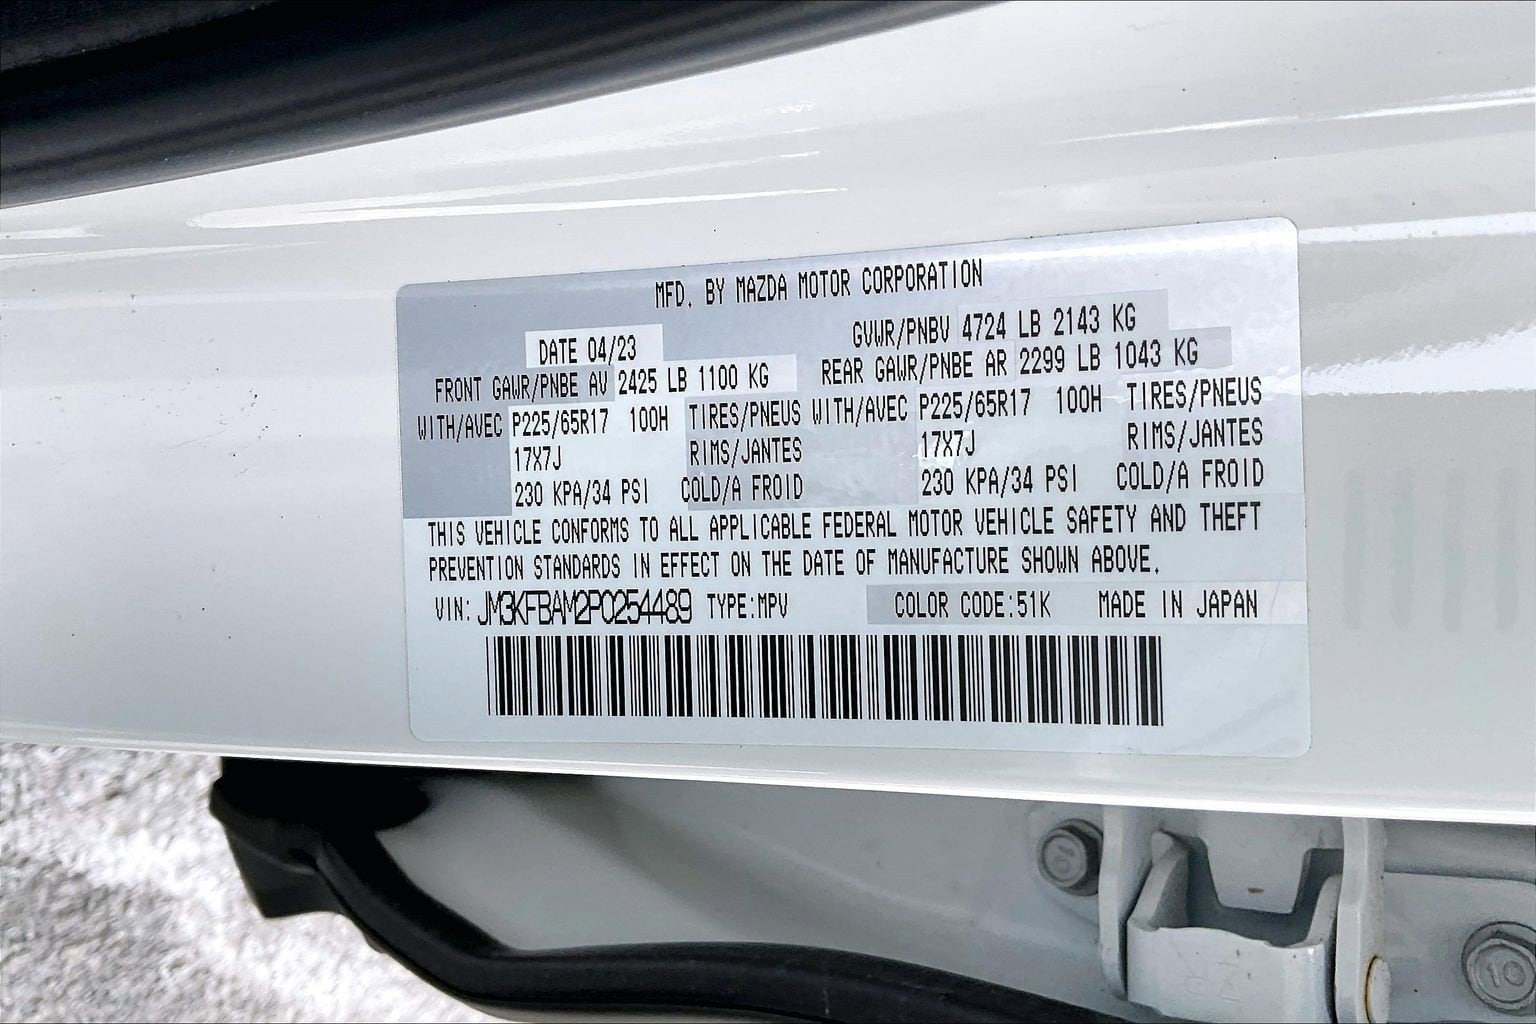 MFD. BY MAZDA MOTOR CORPORATION
DATE 04/23 GVWR/PNBV 4724 LB 2143 KG
FRONT GAWR/PNBE AV 2425 LB 1100 KG REAR GAWR/PNBE AR 2299 LB 1043 KG
WITH/AVEC P225/65R17 100H TIRES/PNEUS WITH/AVEC P225/65R17 100H TIRES/PNEUS
17X7J RIMS/JANTES 17X7J RIMS/JANTES
230 KPA/34 PSI COLD/A FROID 230 KPA/34 PSI COLD/A FROID
THIS VEHICLE CONFORMS TO ALL APPLICABLE FEDERAL MOTOR VEHICLE SAFETY AND THEFT
PREVENTION STANDARDS IN EFFECT ON THE DATE OF MANUFACTURE SHOWN ABOVE.
VIN: JM3KFBAM2P0254489 TYPE:MPV COLOR CODE:51K MADE IN JAPAN
10